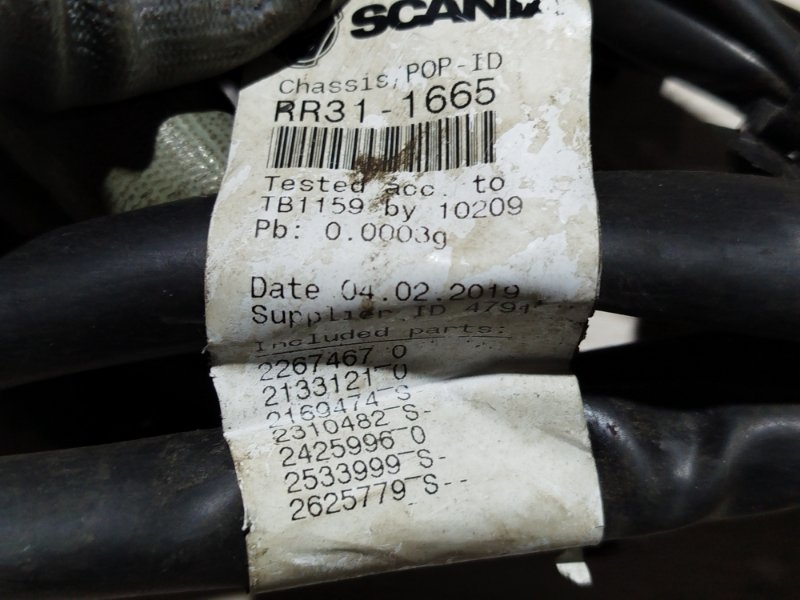 SCANIA
Chassis/POP-ID
RR31-1665
Tested acc. to
TB1159 by 10209
Pb: 0.0003g
Date 04.02.2019
Supplier ID 4791
Included parts:
2267467 0
2133121 0
2169474 S
2310482 S-
2425996 0
2533999 S-
2625779 S--